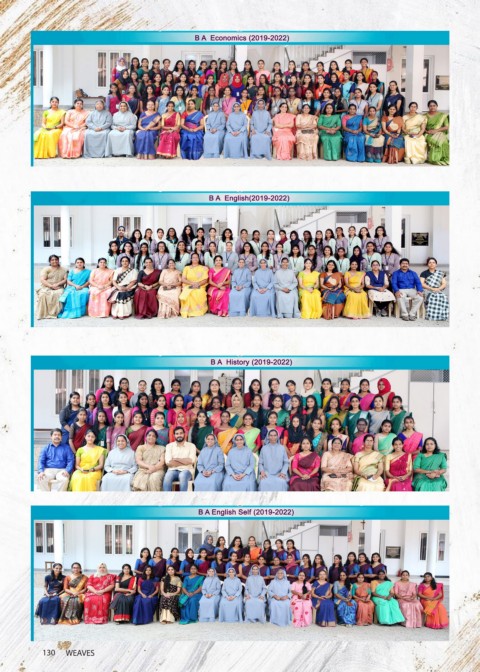 B A Economics (2019-2022)
B A English(2019-2022)
B A History (2019-2022)
B A English Self (2019-2022)
130 WEAVES